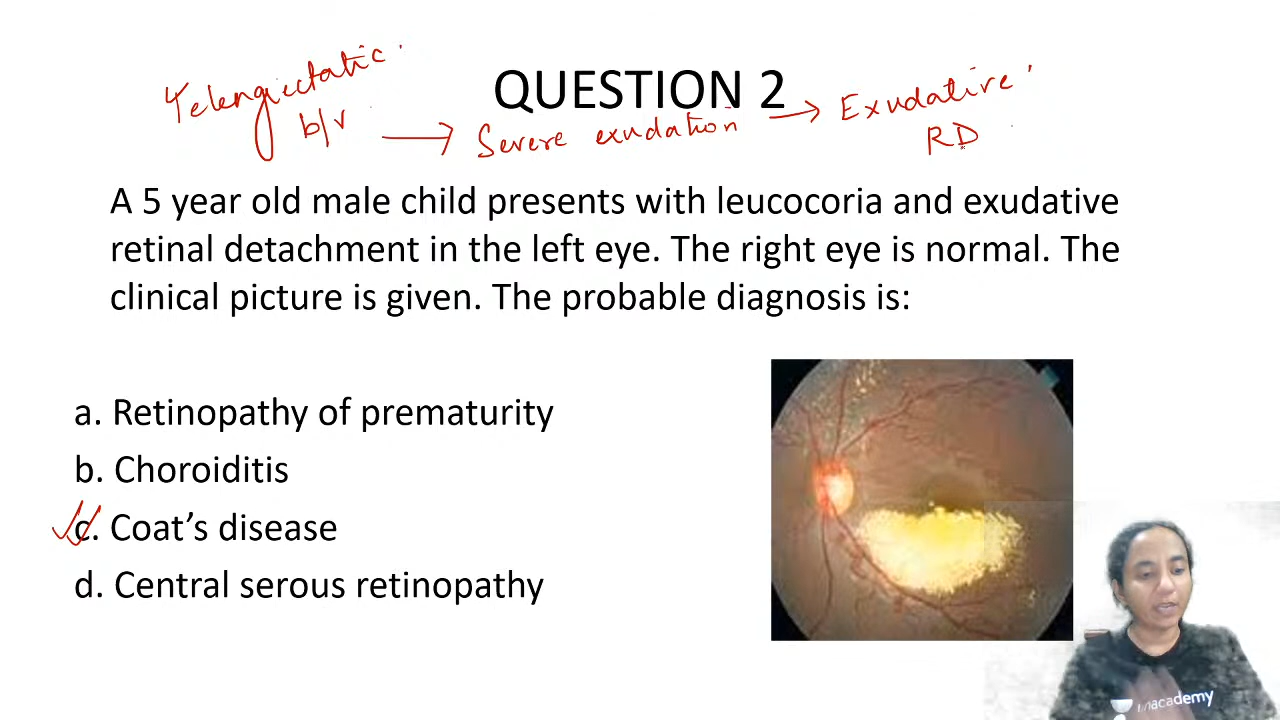 Telengiectatic
b/v → Severe exudation → Exudative
RD
QUESTION 2
A 5 year old male child presents with leucocoria and exudative
retinal detachment in the left eye. The right eye is normal. The
clinical picture is given. The probable diagnosis is:
a. Retinopathy of prematurity
b. Choroiditis
c. Coat’s disease
d. Central serous retinopathy
unacademy